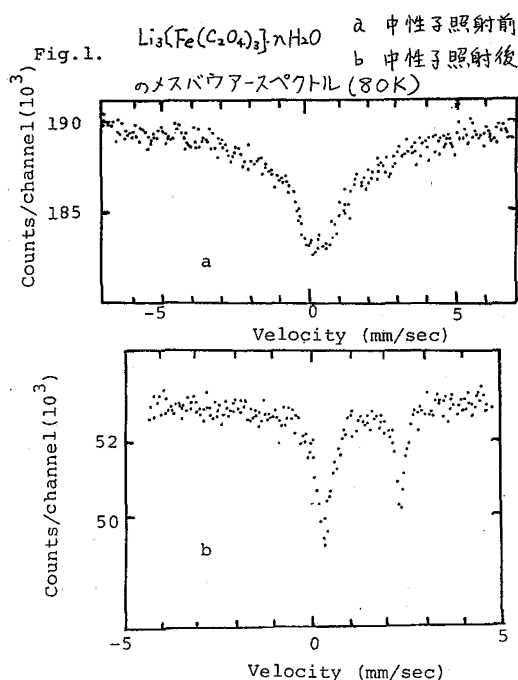 Fig.1. Li3{Fe(C2O4)3}·nH2O a 中性子照射前
b 中性子照射後
のメスバウアースペクトル(80K)
Counts/channel(10³)
190
185
a
-5 0 5
Velocity (mm/sec)
Counts/channel(10³)
52
50
b
-5 0 5
Velocity (mm/sec)